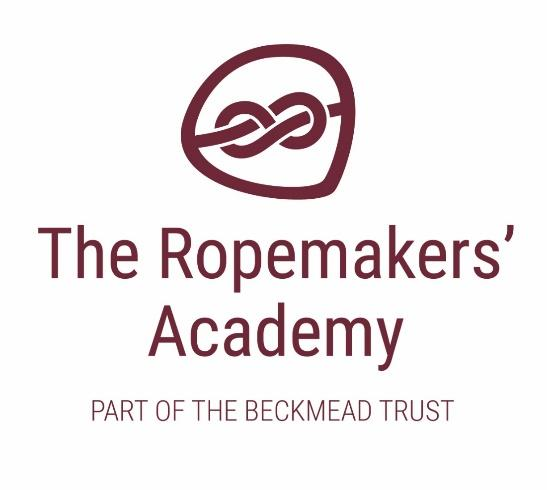 The Ropemakers’
Academy
PART OF THE BECKMEAD TRUST